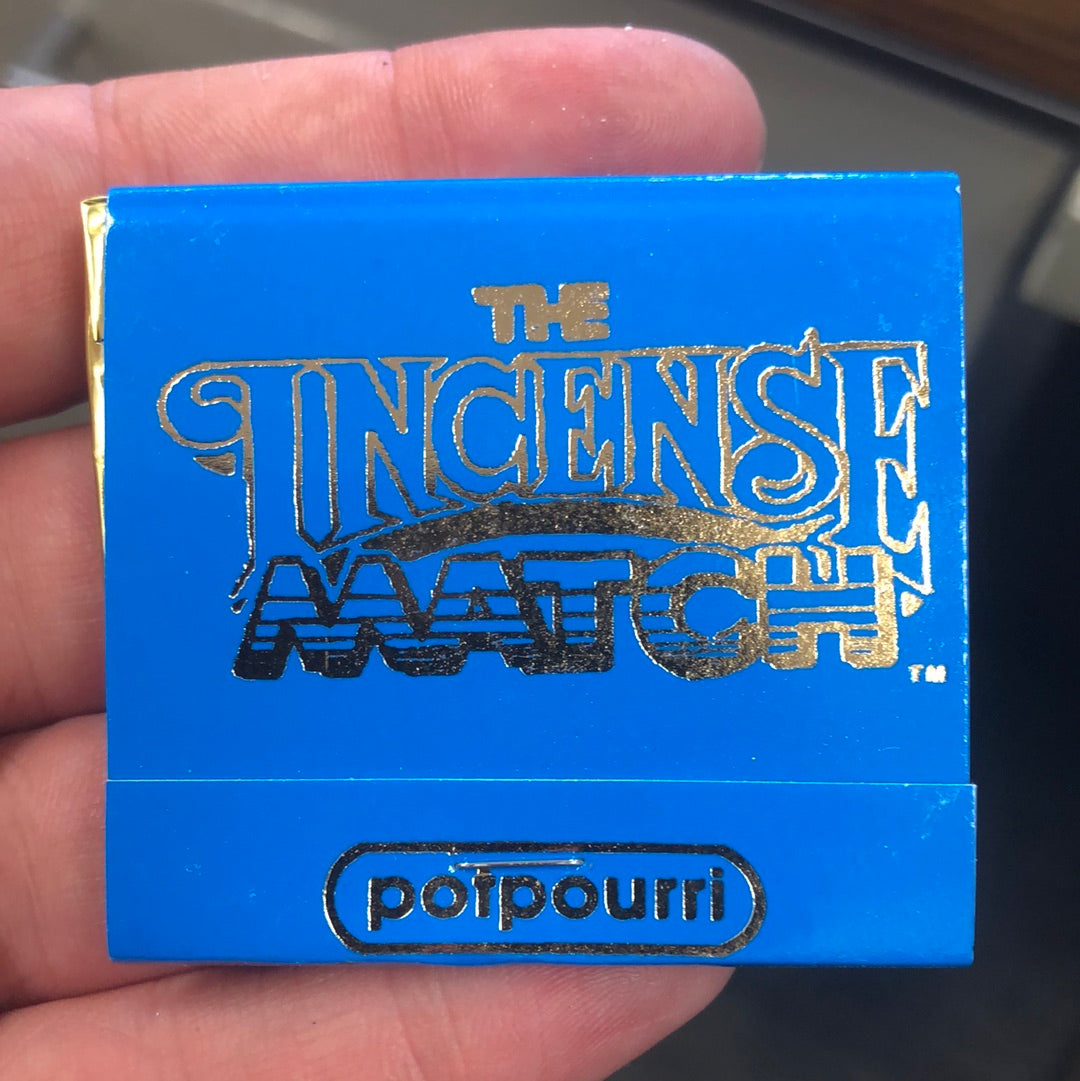 THE
INCENSE
MATCH
TM
potpourri